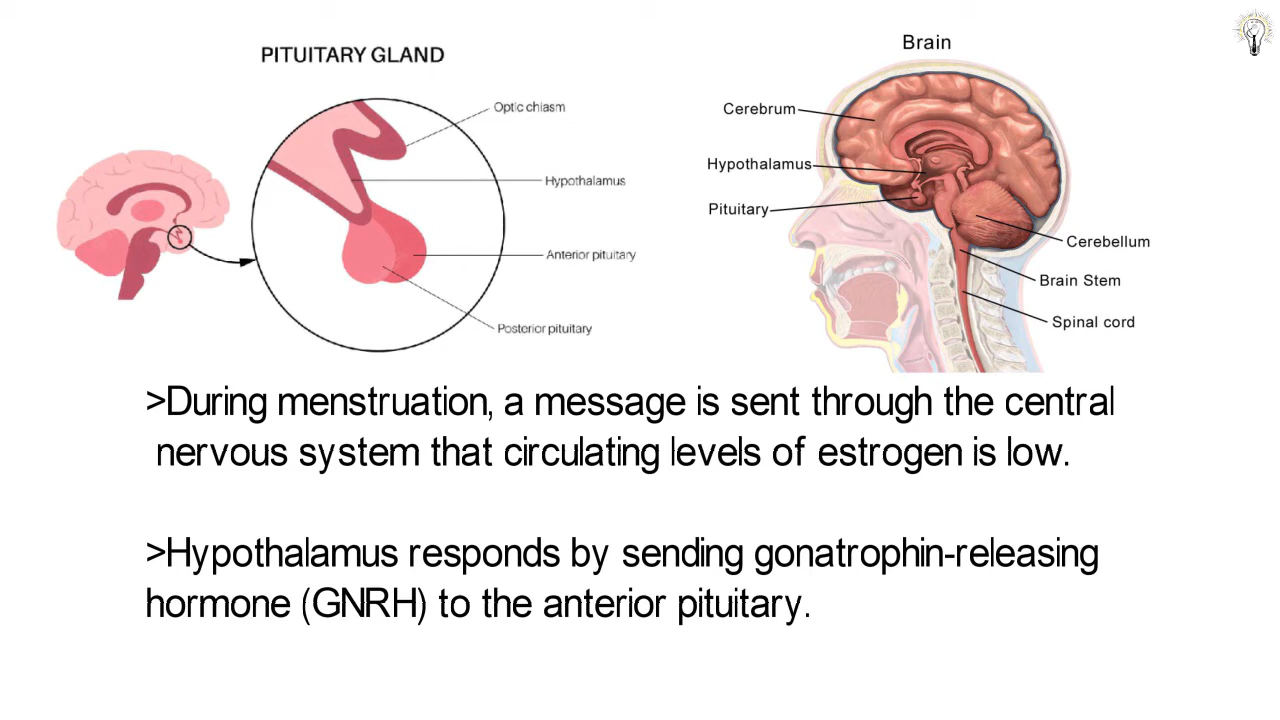 PITUITARY GLAND
Optic chiasm
Hypothalamus
Anterior pituitary
Posterior pituitary
Brain
Cerebrum
Hypothalamus
Pituitary
Cerebellum
Brain Stem
Spinal cord
>During menstruation, a message is sent through the central
nervous system that circulating levels of estrogen is low.
>Hypothalamus responds by sending gonatrophin-releasing
hormone (GNRH) to the anterior pituitary.